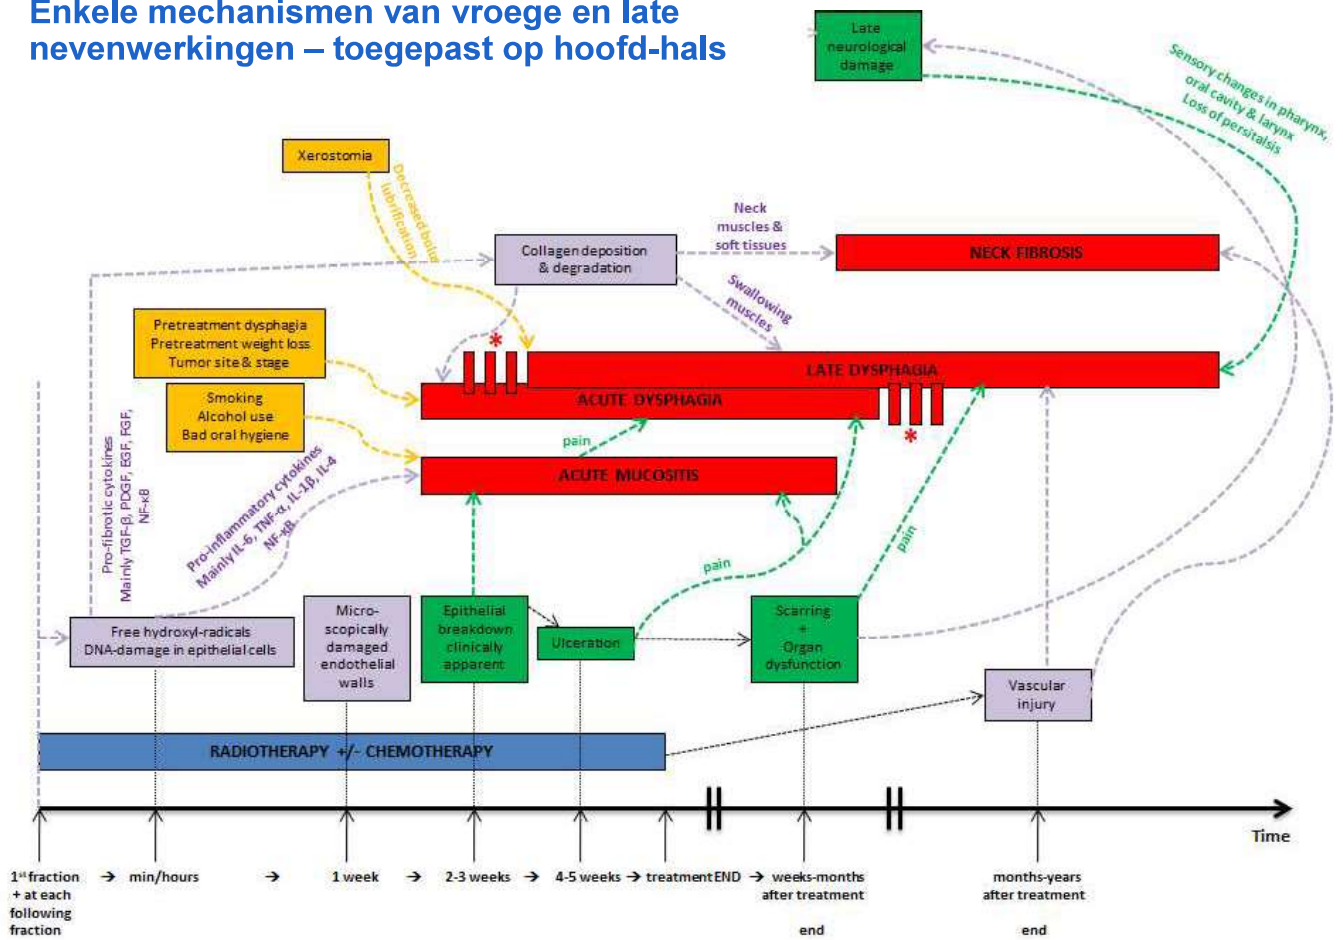 Enkele mechanismen van vroege en late
nevenwerkingen – toegepast op hoofd-hals
Late
neurological
damage
Sensory changes in pharynx,
oral cavity & larynx
Loss of persitalsis
Xerostomia
Decreased bolus
lubrification
Neck
muscles &
soft tissues
Collagen deposition
& degradation
NECK FIBROSIS
Swallowing
muscles
Pretreatment dysphagia
Pretreatment weight loss
Tumor site & stage
*
LATE DYSPHAGIA
Smoking
Alcohol use
Bad oral hygiene
ACUTE DYSPHAGIA
*
pain
ACUTE MUCOSITIS
Pro-fibrotic cytokines
Mainly TGF-β, PDGF, EGF, FGF,
NF-κB
Pro-inflammatory cytokines
Mainly IL-6, TNF-α, IL-1β, IL-4
NF-κB
pain
pain
Free hydroxyl-radicals
DNA-damage in epithelial cells
Micro-
scopically
damaged
endothelial
walls
Epithelial
breakdown
clinically
apparent
Ulceration
Scarring
+
Organ
dysfunction
Vascular
injury
RADIOTHERAPY +/- CHEMOTHERAPY
Time
1st fraction
+ at each
following
fraction
→ min/hours
→ 1 week
→ 2-3 weeks
→ 4-5 weeks
→ treatment END
→ weeks-months
after treatment
end
months-years
after treatment
end